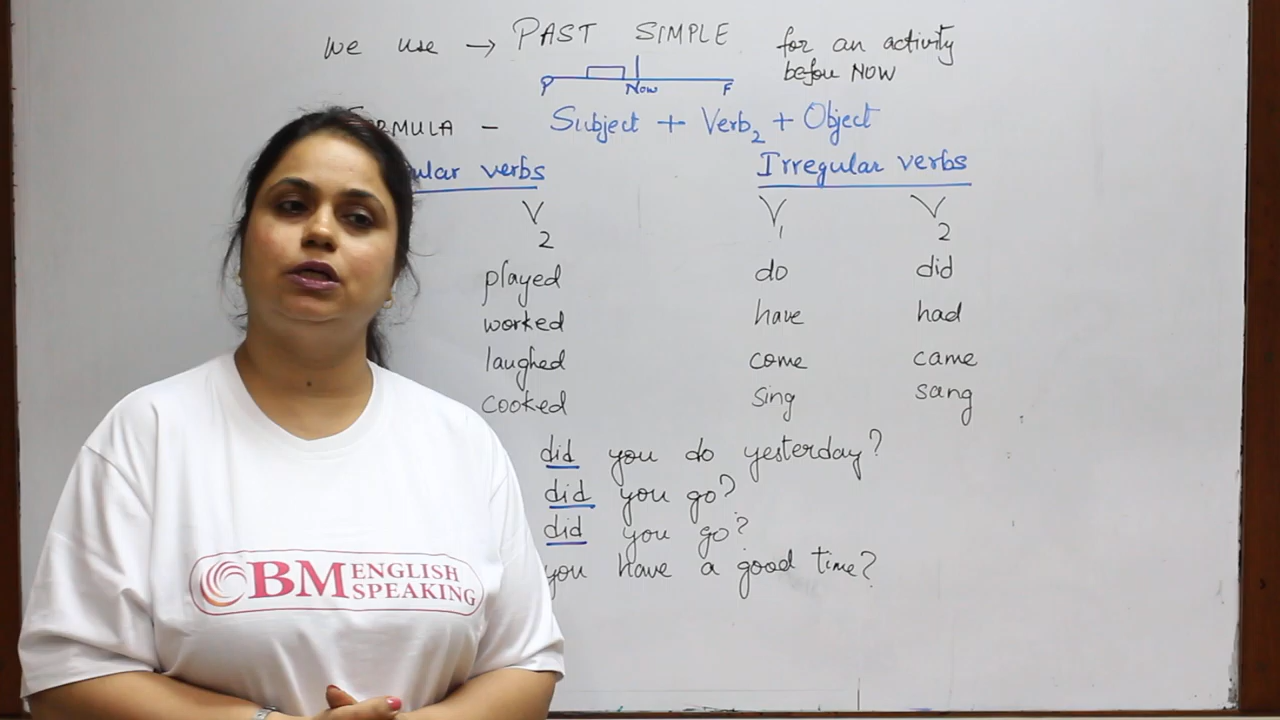 We use → PAST SIMPLE for an activity
before NOW
P Now F
FORMULA - Subject + Verb2 + Object
ular verbs Irregular verbs
V2 V1 V2
played do did
worked have had
laughed come came
cooked sing sang
did you do yesterday?
did you go?
did you go?
you have a good time?
BM ENGLISH
SPEAKING